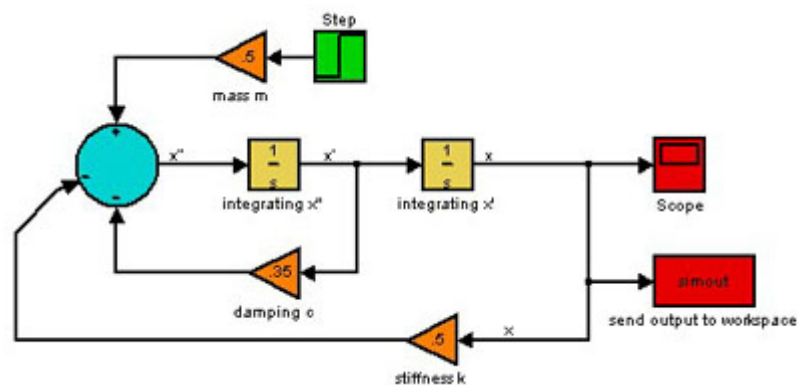 Step
.5
mass m
+
x''
1
s
x'
1
s
x
-
-
integrating x''
integrating x'
Scope
.35
damping c
simout
send output to workspace
x
.5
stiffness k